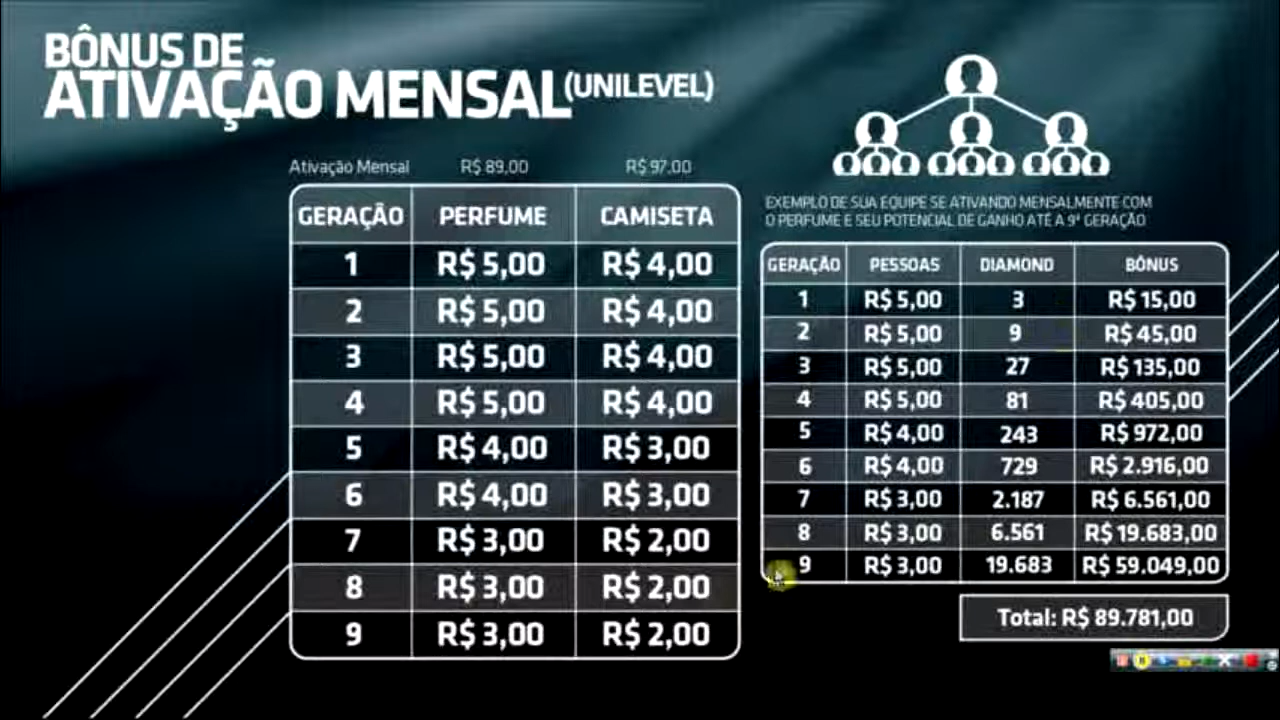 BÔNUS DE
ATIVAÇÃO MENSAL (UNILEVEL)
Ativação Mensal R$ 89,00 R$ 97,00
GERAÇÃO PERFUME CAMISETA
1 R$ 5,00 R$ 4,00
2 R$ 5,00 R$ 4,00
3 R$ 5,00 R$ 4,00
4 R$ 5,00 R$ 4,00
5 R$ 4,00 R$ 3,00
6 R$ 4,00 R$ 3,00
7 R$ 3,00 R$ 2,00
8 R$ 3,00 R$ 2,00
9 R$ 3,00 R$ 2,00
EXEMPLO DE SUA EQUIPE SE ATIVANDO MENSALMENTE COM
O PERFUME E SEU POTENCIAL DE GANHO ATÉ A 9ª GERAÇÃO
GERAÇÃO PESSOAS DIAMOND BÔNUS
1 R$ 5,00 3 R$ 15,00
2 R$ 5,00 9 R$ 45,00
3 R$ 5,00 27 R$ 135,00
4 R$ 5,00 81 R$ 405,00
5 R$ 4,00 243 R$ 972,00
6 R$ 4,00 729 R$ 2.916,00
7 R$ 3,00 2.187 R$ 6.561,00
8 R$ 3,00 6.561 R$ 19.683,00
9 R$ 3,00 19.683 R$ 59.049,00
Total: R$ 89.781,00